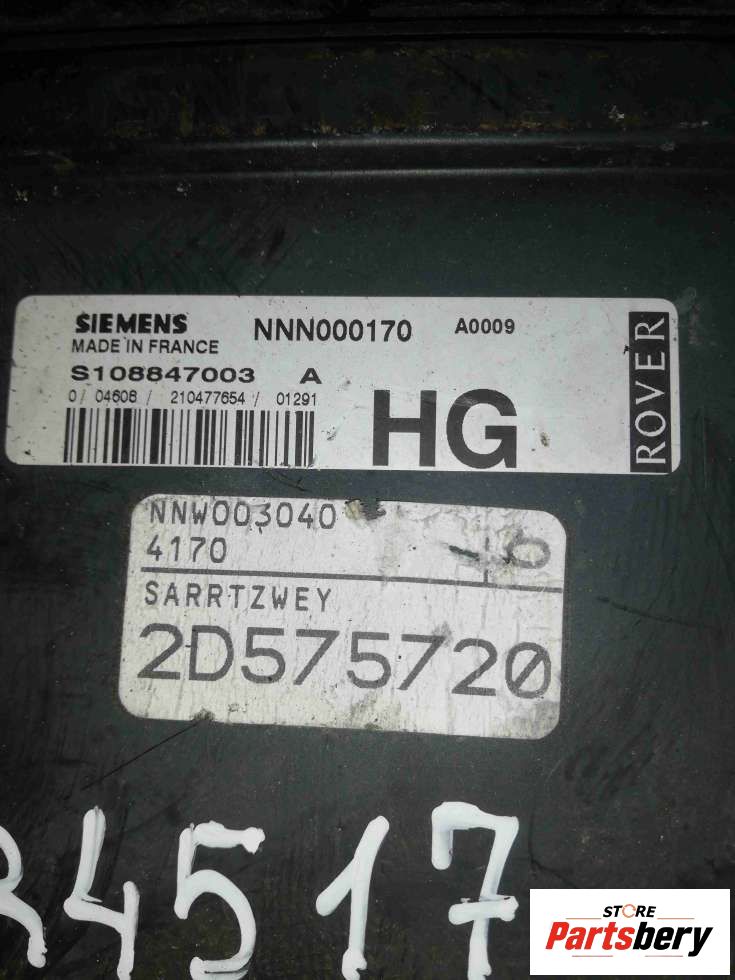 SIEMENS NNN000170 A0009
MADE IN FRANCE
S108847003 A
0/ 04608 / 210477654 / 01291
HG
ROVER
NNW003040
4170
SARRTZWEY
2D575720
4517
STORE
Partsbery